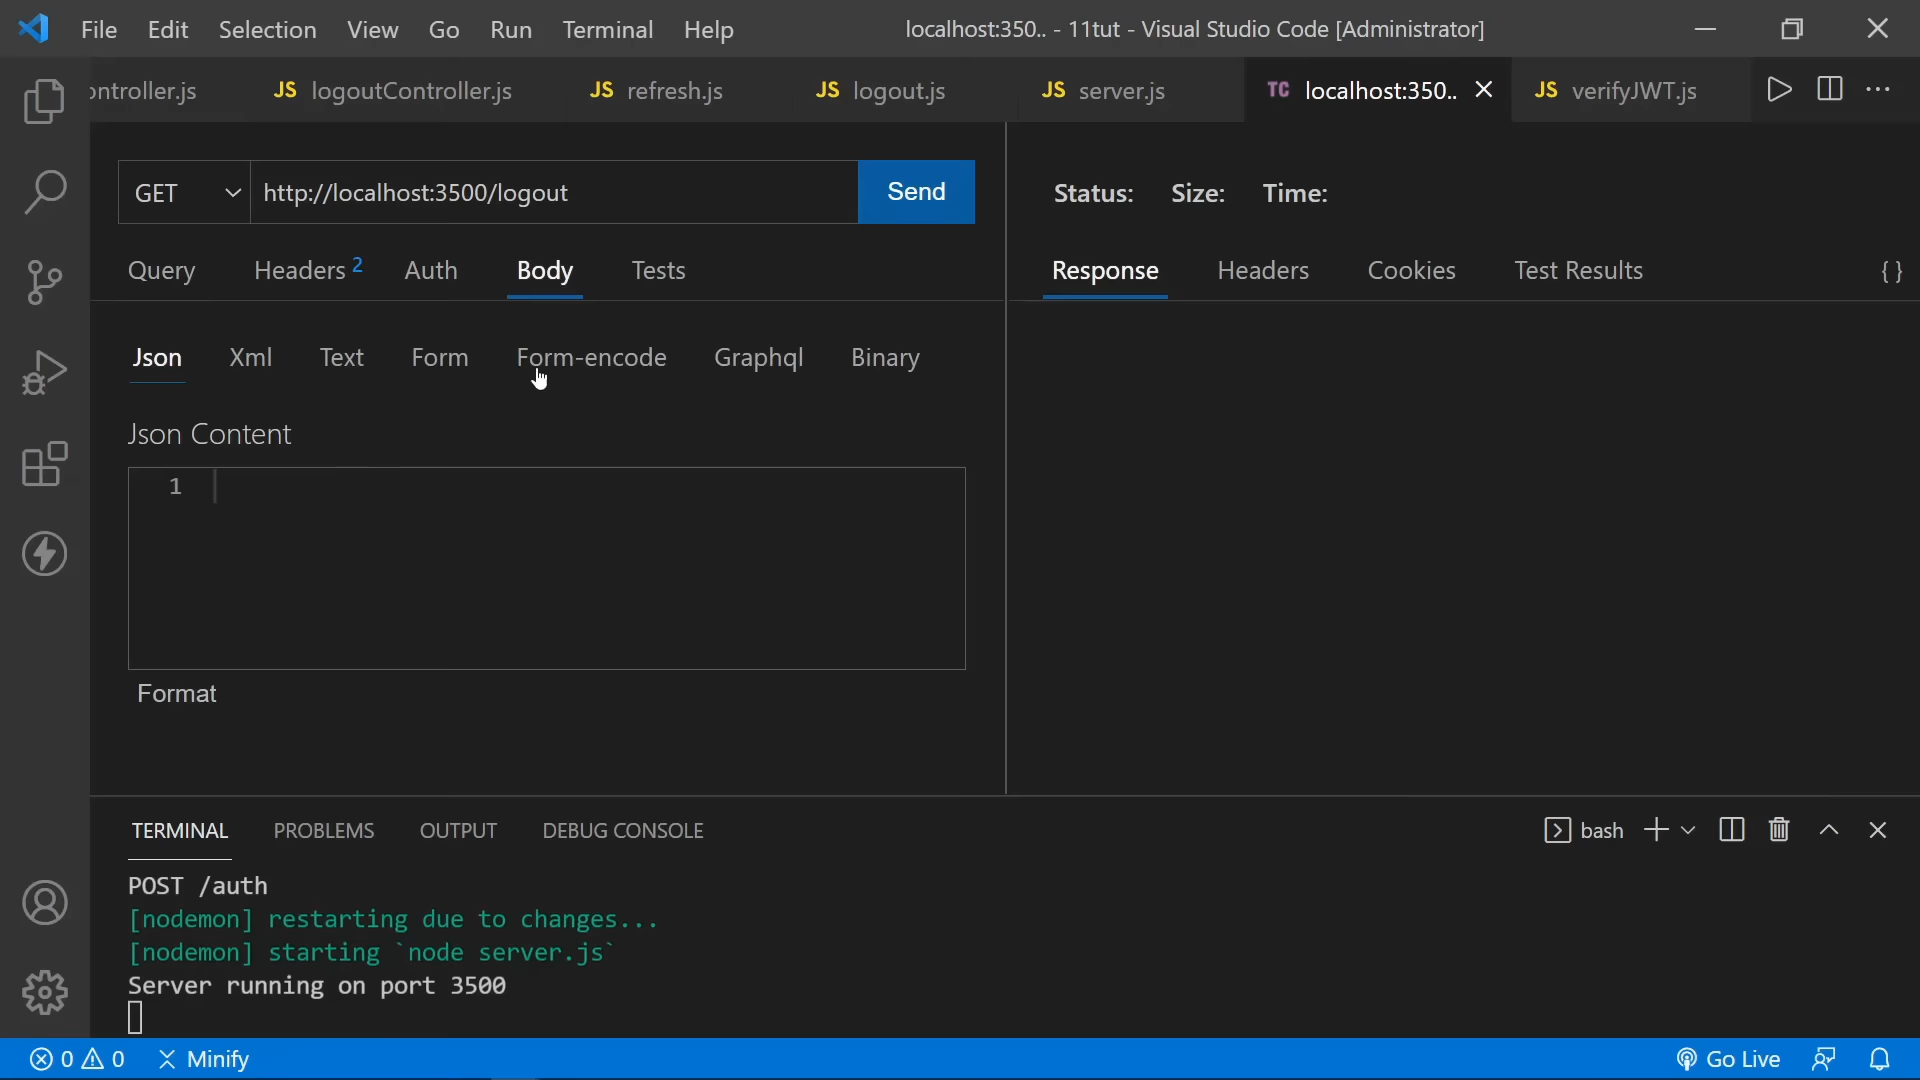 File Edit Selection View Go Run Terminal Help localhost:350.. - 11tut - Visual Studio Code [Administrator]
ontroller.js JS logoutController.js JS refresh.js JS logout.js JS server.js TC localhost:350.. JS verifyJWT.js
GET http://localhost:3500/logout Send
Status: Size: Time:
Query Headers 2 Auth Body Tests
Response Headers Cookies Test Results { }
Json Xml Text Form Form-encode Graphql Binary
Json Content
1
Format
TERMINAL PROBLEMS OUTPUT DEBUG CONSOLE bash
POST /auth
[nodemon] restarting due to changes...
[nodemon] starting `node server.js`
Server running on port 3500
0 0 Minify Go Live